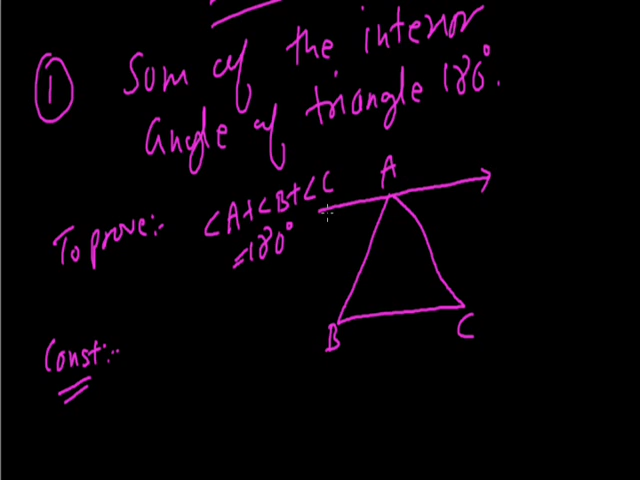 ① Sum of the interior
angle of triangle 180°.
To prove:- ∠A+∠B+∠C
=180°
A
B
C
Const:-